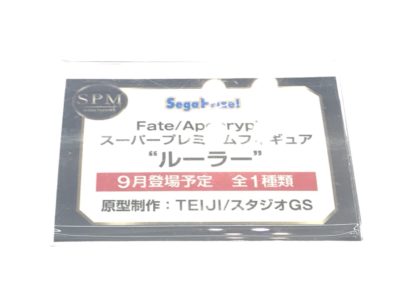 SPM
SegaPrize!
Fate/Apocryp
スーパープレミアムフィギュア
“ルーラー”
9月登場予定 全1種類
原型制作：TEIJI/スタジオGS